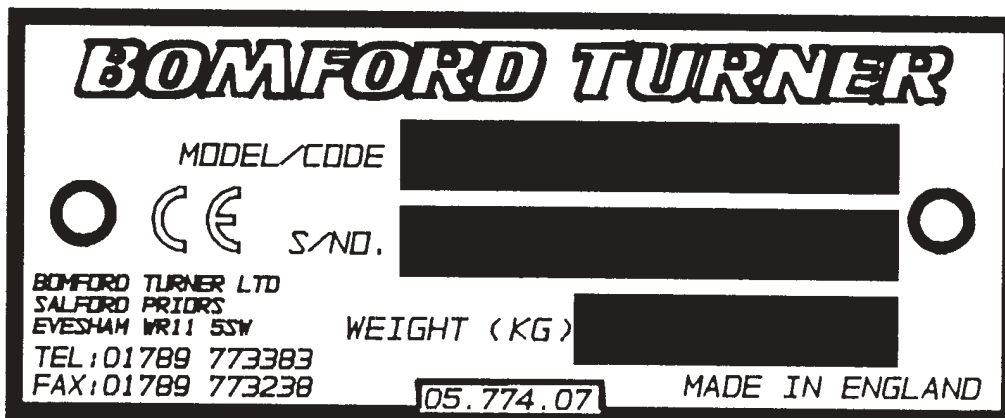 BOMFORD TURNER
MODEL/CODE
CE
S/NO.
BOMFORD TURNER LTD
SALFORD PRIORS
EVESHAM WR11 5SW
TEL:01789 773383
FAX:01789 773238
WEIGHT (KG)
05.774.07
MADE IN ENGLAND